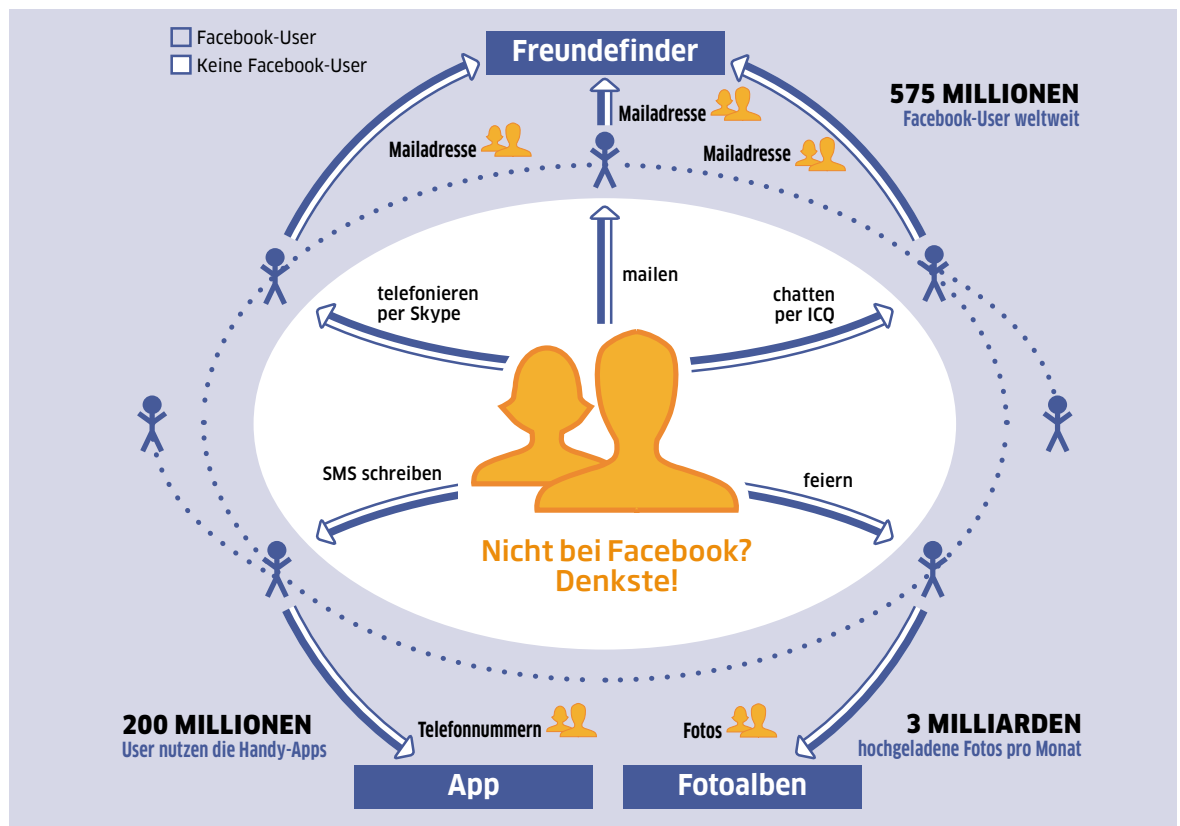 Facebook-User
Keine Facebook-User
Freundefinder
575 MILLIONEN
Facebook-User weltweit
Mailadresse
Mailadresse
Mailadresse
mailen
telefonieren
per Skype
chatten
per ICQ
SMS schreiben
feiern
Nicht bei Facebook?
Denkste!
200 MILLIONEN
User nutzen die Handy-Apps
Telefonnummern
Fotos
3 MILLIARDEN
hochgeladene Fotos pro Monat
App
Fotoalben